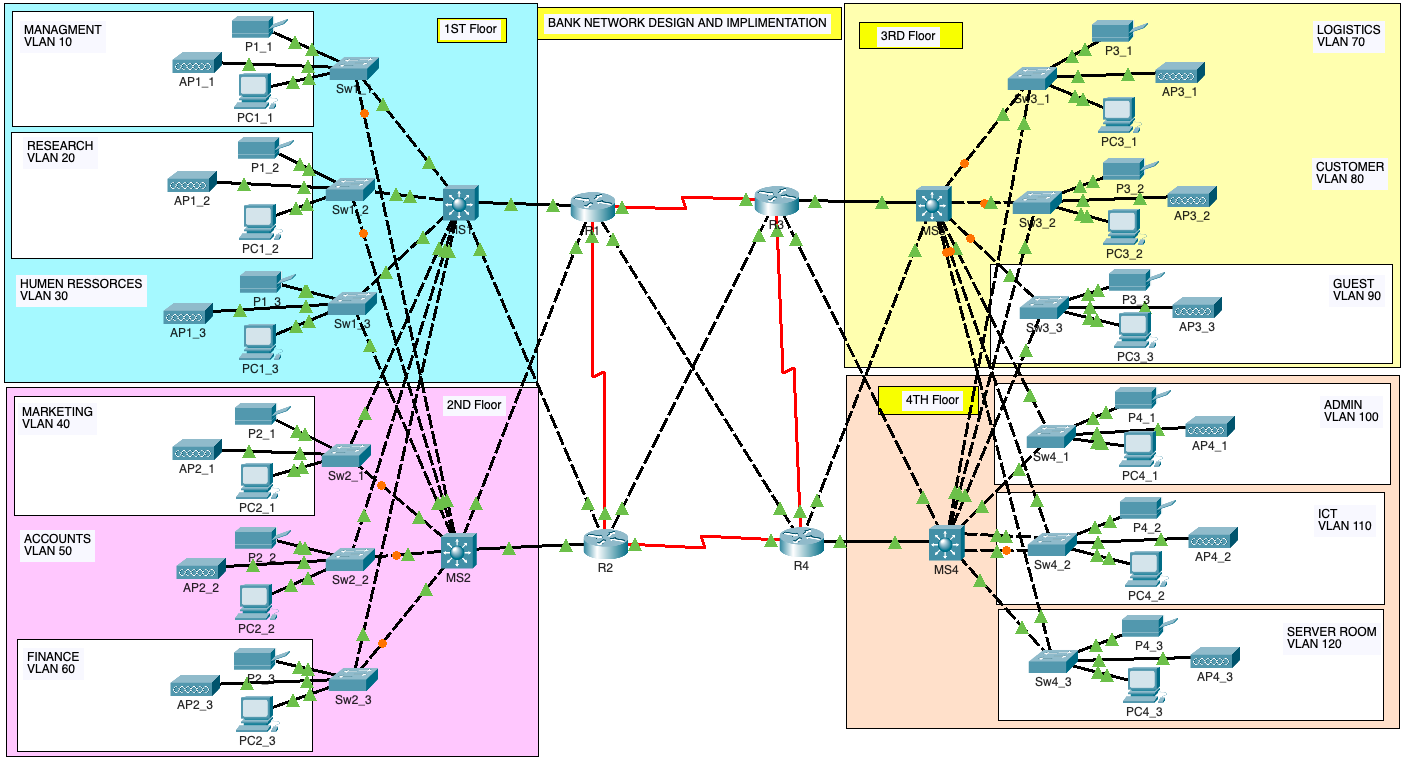 BANK NETWORK DESIGN AND IMPLIMENTATION
1ST Floor
MANAGMENT
VLAN 10
P1_1
AP1_1
PC1_1
Sw1_1
RESEARCH
VLAN 20
P1_2
AP1_2
PC1_2
Sw1_2
HUMEN RESSORCES
VLAN 30
P1_3
AP1_3
PC1_3
Sw1_3
R1
2ND Floor
MARKETING
VLAN 40
P2_1
AP2_1
PC2_1
Sw2_1
ACCOUNTS
VLAN 50
P2_2
AP2_2
PC2_2
Sw2_2
FINANCE
VLAN 60
P2_3
AP2_3
PC2_3
Sw2_3
MS2
R2
3RD Floor
LOGISTICS
VLAN 70
P3_1
AP3_1
PC3_1
Sw3_1
CUSTOMER
VLAN 80
P3_2
AP3_2
PC3_2
Sw3_2
GUEST
VLAN 90
P3_3
AP3_3
PC3_3
Sw3_3
R3
4TH Floor
ADMIN
VLAN 100
P4_1
AP4_1
PC4_1
Sw4_1
ICT
VLAN 110
P4_2
AP4_2
PC4_2
Sw4_2
SERVER ROOM
VLAN 120
P4_3
AP4_3
PC4_3
Sw4_3
MS4
R4